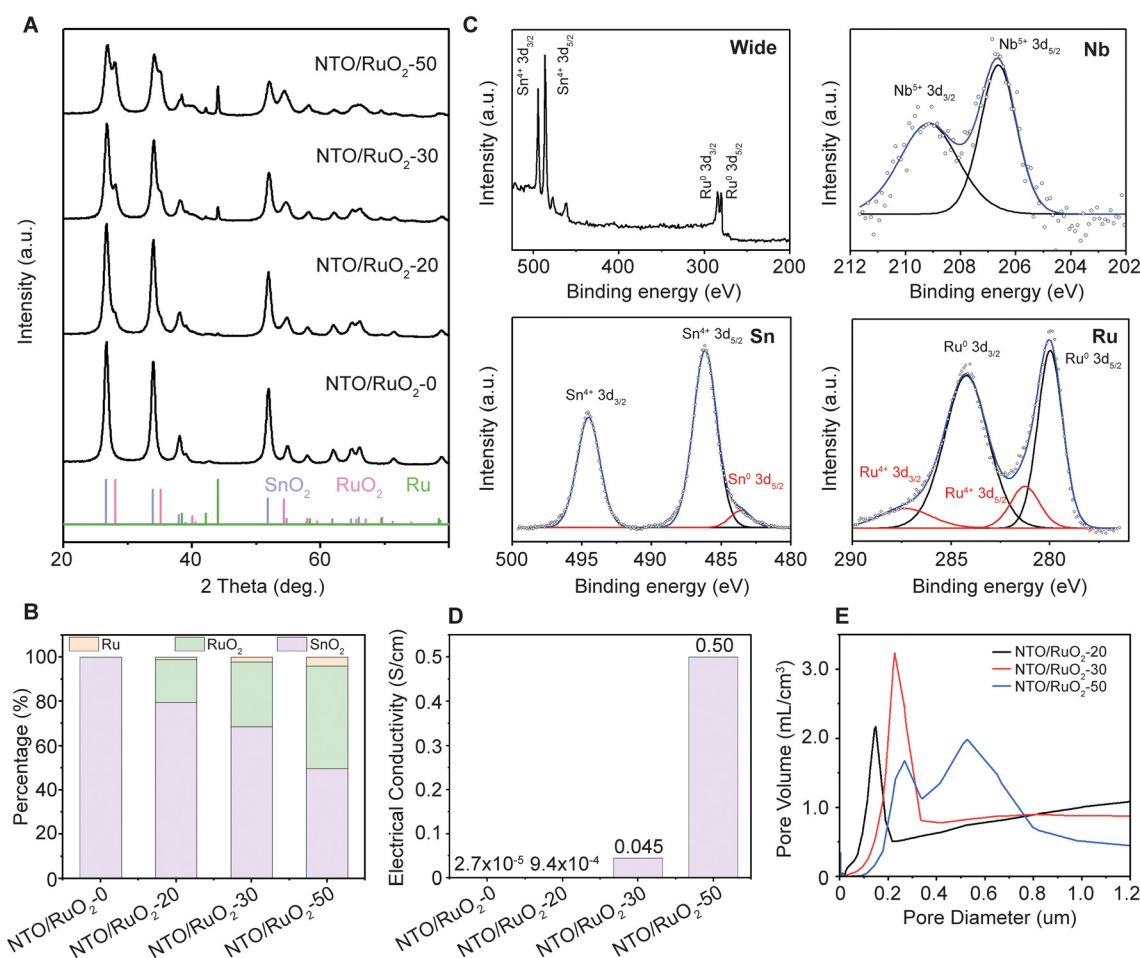 A
NTO/RuO₂-50
NTO/RuO₂-30
NTO/RuO₂-20
NTO/RuO₂-0
SnO₂ RuO₂ Ru
Intensity (a.u.)
20 40 60
2 Theta (deg.)
C
Wide
Sn⁴⁺ 3d₃/₂
Sn⁴⁺ 3d₅/₂
Ru⁰ 3d₃/₂
Ru⁰ 3d₅/₂
Intensity (a.u.)
500 400 300 200
Binding energy (eV)
Nb
Nb⁵⁺ 3d₅/₂
Nb⁵⁺ 3d₃/₂
Intensity (a.u.)
212 210 208 206 204 202
Binding energy (eV)
Sn
Sn⁴⁺ 3d₅/₂
Sn⁴⁺ 3d₃/₂
Sn⁰ 3d₅/₂
Intensity (a.u.)
500 495 490 485 480
Binding energy (eV)
Ru
Ru⁰ 3d₃/₂
Ru⁰ 3d₅/₂
Ru⁴⁺ 3d₃/₂
Ru⁴⁺ 3d₅/₂
Intensity (a.u.)
290 285 280
Binding energy (eV)
B
Ru RuO₂ SnO₂
Percentage (%)
100
80
60
40
20
0
NTO/RuO₂-0
NTO/RuO₂-20
NTO/RuO₂-30
NTO/RuO₂-50
D
Electrical Conductivity (S/cm)
0.5
0.4
0.3
0.2
0.1
0
2.7x10⁻⁵
9.4x10⁻⁴
0.045
0.50
NTO/RuO₂-0
NTO/RuO₂-20
NTO/RuO₂-30
NTO/RuO₂-50
E
NTO/RuO₂-20
NTO/RuO₂-30
NTO/RuO₂-50
Pore Volume (mL/cm³)
3.0
2.0
1.0
0
0 0.2 0.4 0.6 0.8 1.0 1.2
Pore Diameter (um)